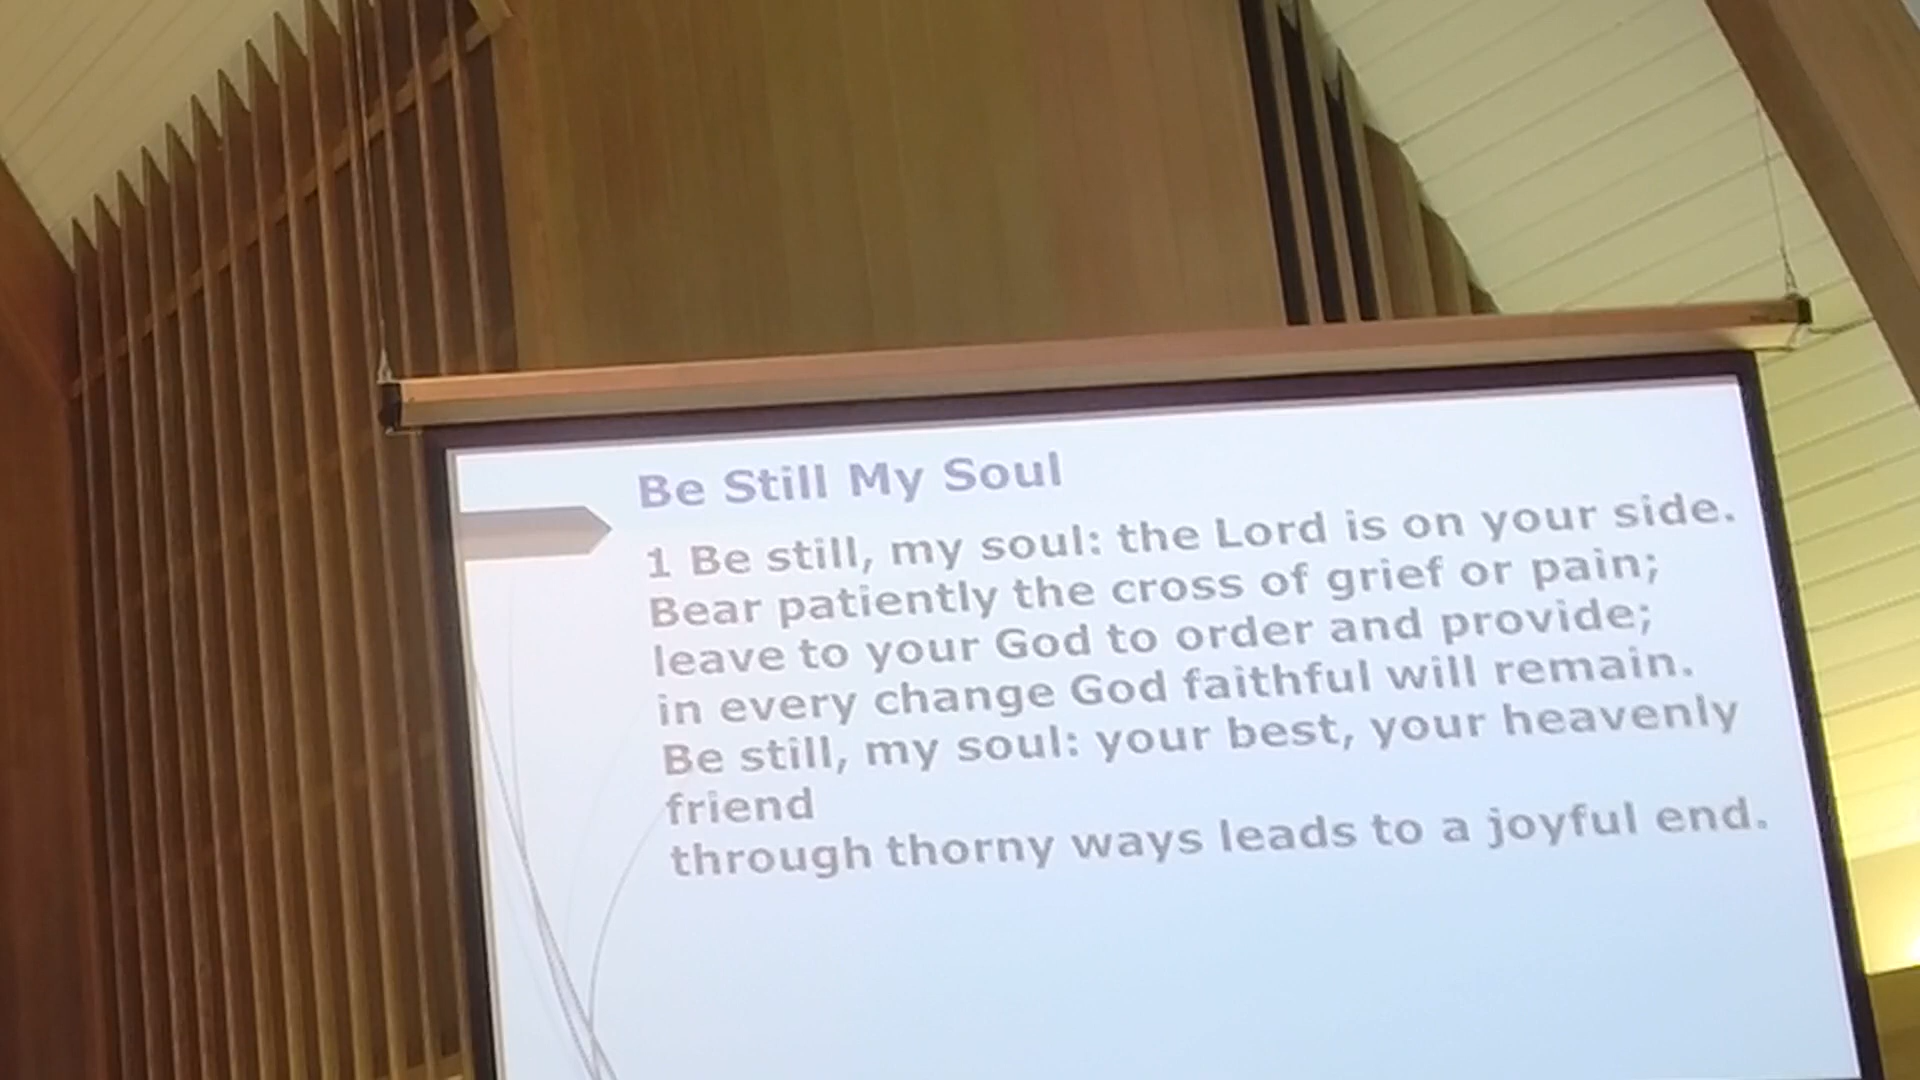 Be Still My Soul
1 Be still, my soul: the Lord is on your side.
Bear patiently the cross of grief or pain;
leave to your God to order and provide;
in every change God faithful will remain.
Be still, my soul: your best, your heavenly
friend
through thorny ways leads to a joyful end.